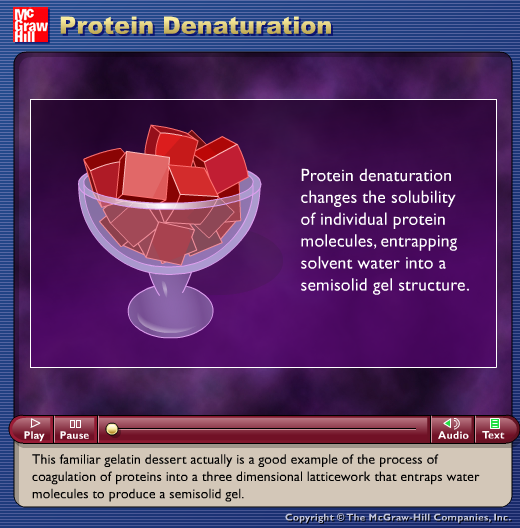 Mc
Graw
Hill
Protein Denaturation
Protein denaturation
changes the solubility
of individual protein
molecules, entrapping
solvent water into a
semisolid gel structure.
Play
Pause
Audio
Text
This familiar gelatin dessert actually is a good example of the process of
coagulation of proteins into a three dimensional latticework that entraps water
molecules to produce a semisolid gel.
Copyright © The McGraw-Hill Companies, Inc.